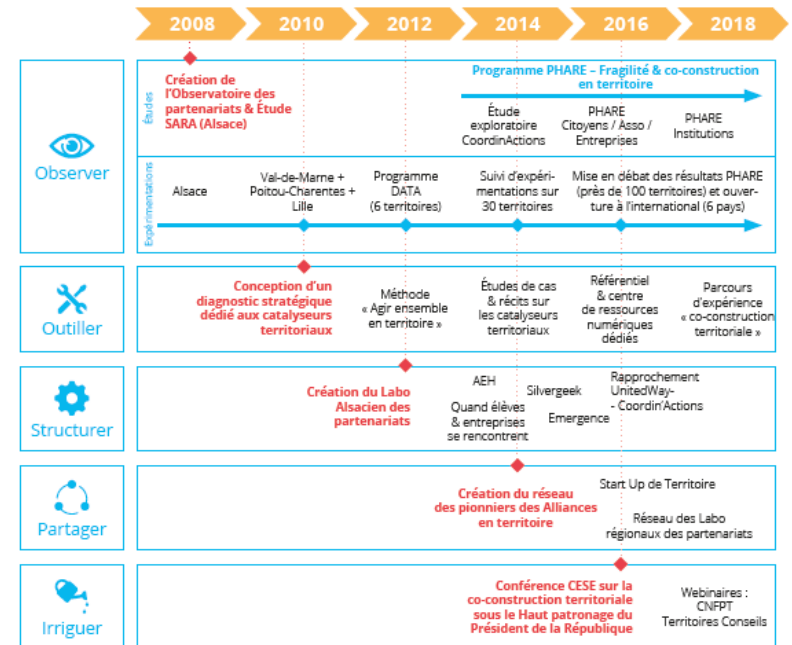 2008 2010 2012 2014 2016 2018
Observer
Études
Création de
l'Observatoire des
partenariats & Étude
SARA (Alsace)
Programme PHARE – Fragilité & co-construction
en territoire
Étude
exploratoire
CoordinActions
PHARE
Citoyens / Asso /
Entreprises
PHARE
Institutions
Expérimentations
Alsace
Val-de-Marne +
Poitou-Charentes +
Lille
Programme
DATA
(6 territoires)
Suivi d'expéri-
mentations sur
30 territoires
Mise en débat des résultats PHARE
(près de 100 territoires) et ouver-
ture à l'international (6 pays)
Outiller
Conception d'un
diagnostic stratégique
dédié aux catalyseurs
territoriaux
Méthode
« Agir ensemble
en territoire »
Études de cas
& récits sur
les catalyseurs
territoriaux
Référentiel
& centre
de ressources
numériques
dédiés
Parcours
d'expérience
« co-construction
territoriale »
Structurer
Création du Labo
Alsacien des
partenariats
AEH
Quand élèves
& entreprises
se rencontrent
Silvergeek
Emergence
Rapprochement
UnitedWay-
- Coordin'Actions
Partager
Création du réseau
des pionniers des Alliances
en territoire
Start Up de Territoire
Réseau des Labo
régionaux des partenariats
Irriguer
Conférence CESE sur la
co-construction territoriale
sous le Haut patronage du
Président de la République
Webinaires :
CNFPT
Territoires Conseils